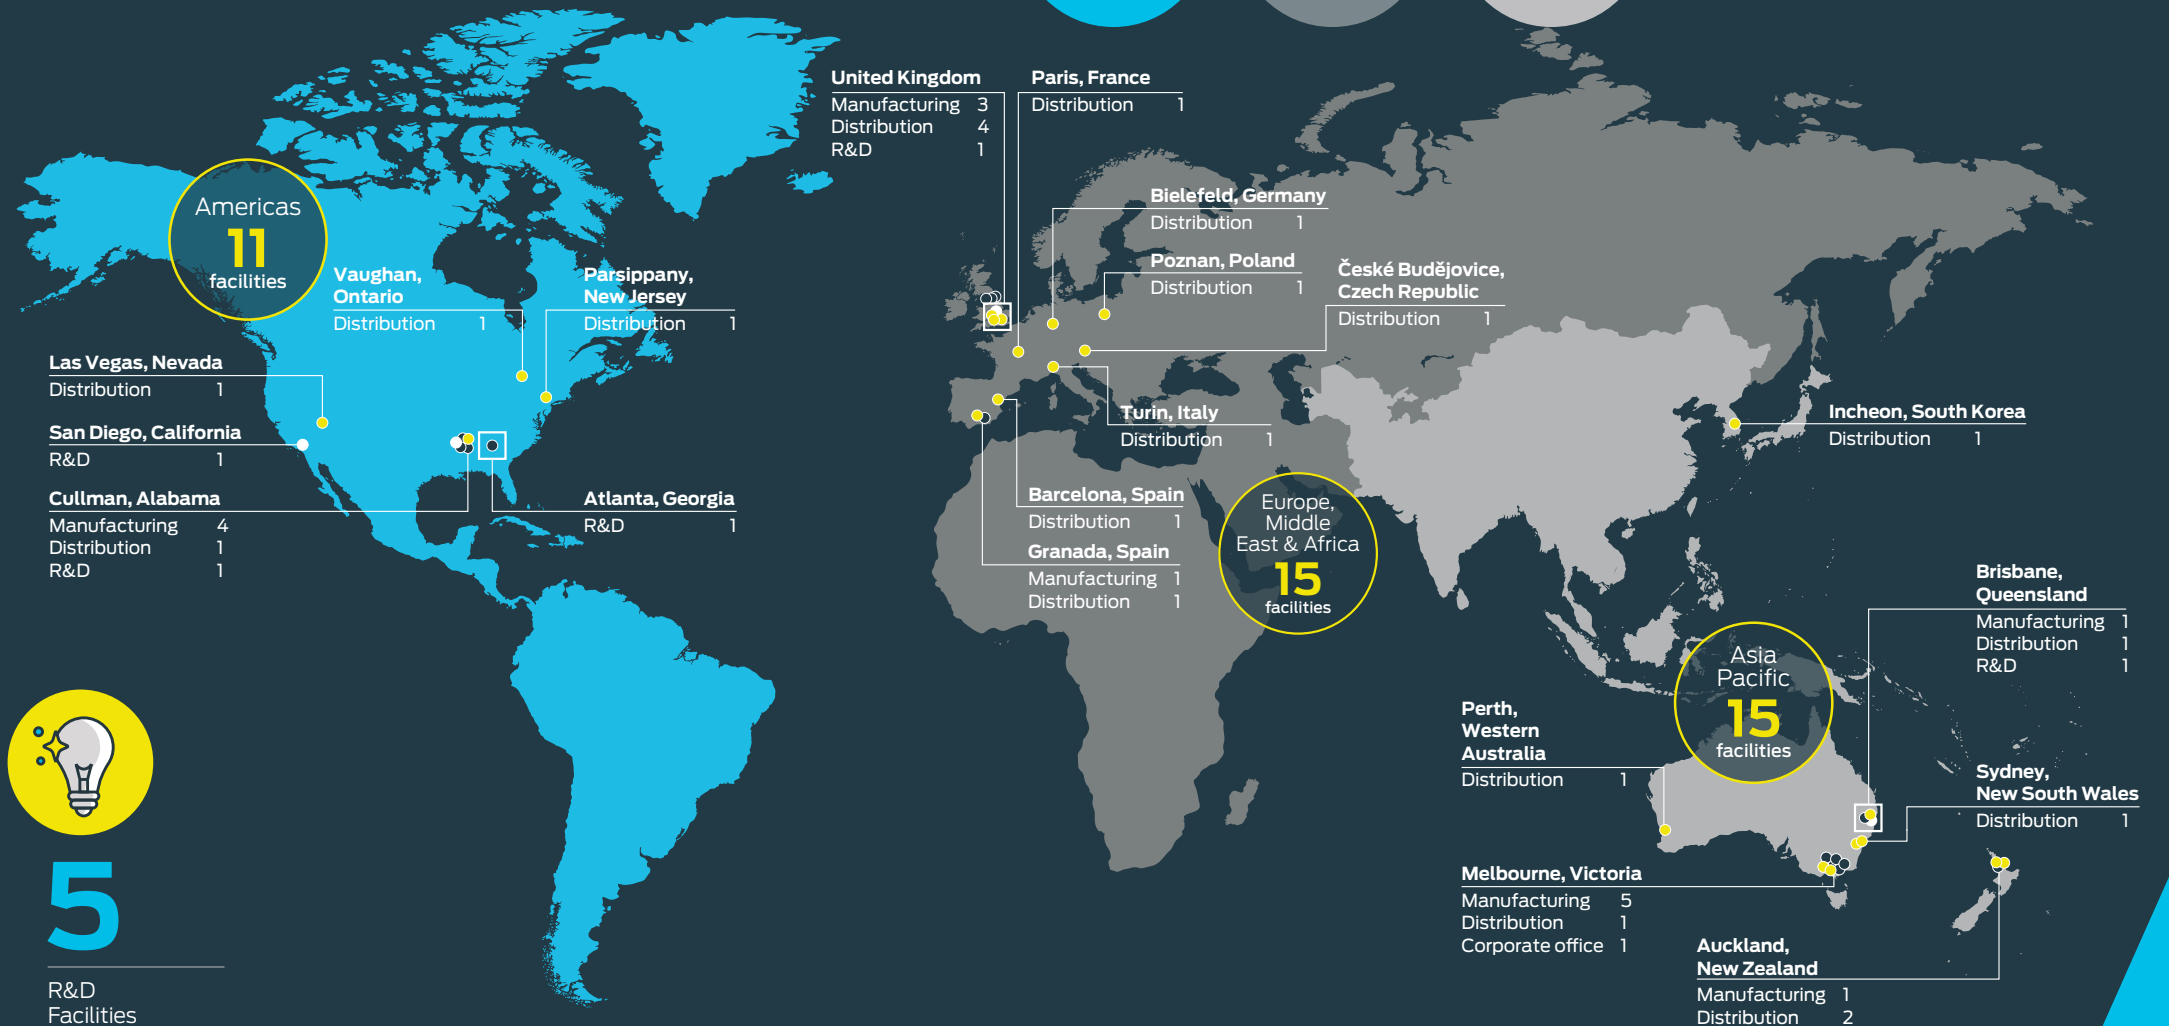 United Kingdom
Manufacturing 3
Distribution 4
R&D 1
Paris, France
Distribution 1
Bielefeld, Germany
Distribution 1
Poznan, Poland
Distribution 1
České Budějovice,
Czech Republic
Distribution 1
Americas
11
facilities
Vaughan,
Ontario
Distribution 1
Parsippany,
New Jersey
Distribution 1
Las Vegas, Nevada
Distribution 1
San Diego, California
R&D 1
Cullman, Alabama
Manufacturing 4
Distribution 1
R&D 1
Atlanta, Georgia
R&D 1
Turin, Italy
Distribution 1
Barcelona, Spain
Distribution 1
Granada, Spain
Manufacturing 1
Distribution 1
Europe,
Middle
East & Africa
15
facilities
Incheon, South Korea
Distribution 1
Brisbane,
Queensland
Manufacturing 1
Distribution 1
R&D 1
Asia
Pacific
15
facilities
Perth,
Western
Australia
Distribution 1
Sydney,
New South Wales
Distribution 1
Melbourne, Victoria
Manufacturing 5
Distribution 1
Corporate office 1
Auckland,
New Zealand
Manufacturing 1
Distribution 2
5
R&D
Facilities